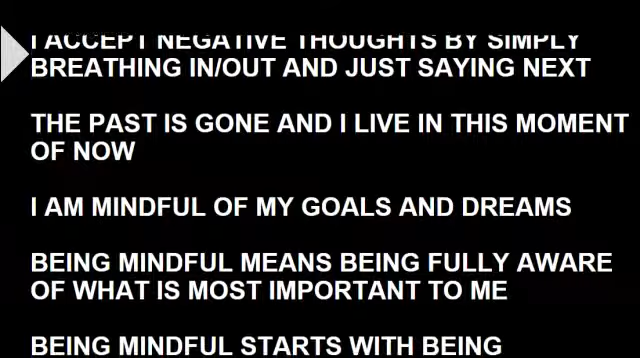 I ACCEPT NEGATIVE THOUGHTS BY SIMPLY
BREATHING IN/OUT AND JUST SAYING NEXT
THE PAST IS GONE AND I LIVE IN THIS MOMENT
OF NOW
I AM MINDFUL OF MY GOALS AND DREAMS
BEING MINDFUL MEANS BEING FULLY AWARE
OF WHAT IS MOST IMPORTANT TO ME
BEING MINDFUL STARTS WITH BEING